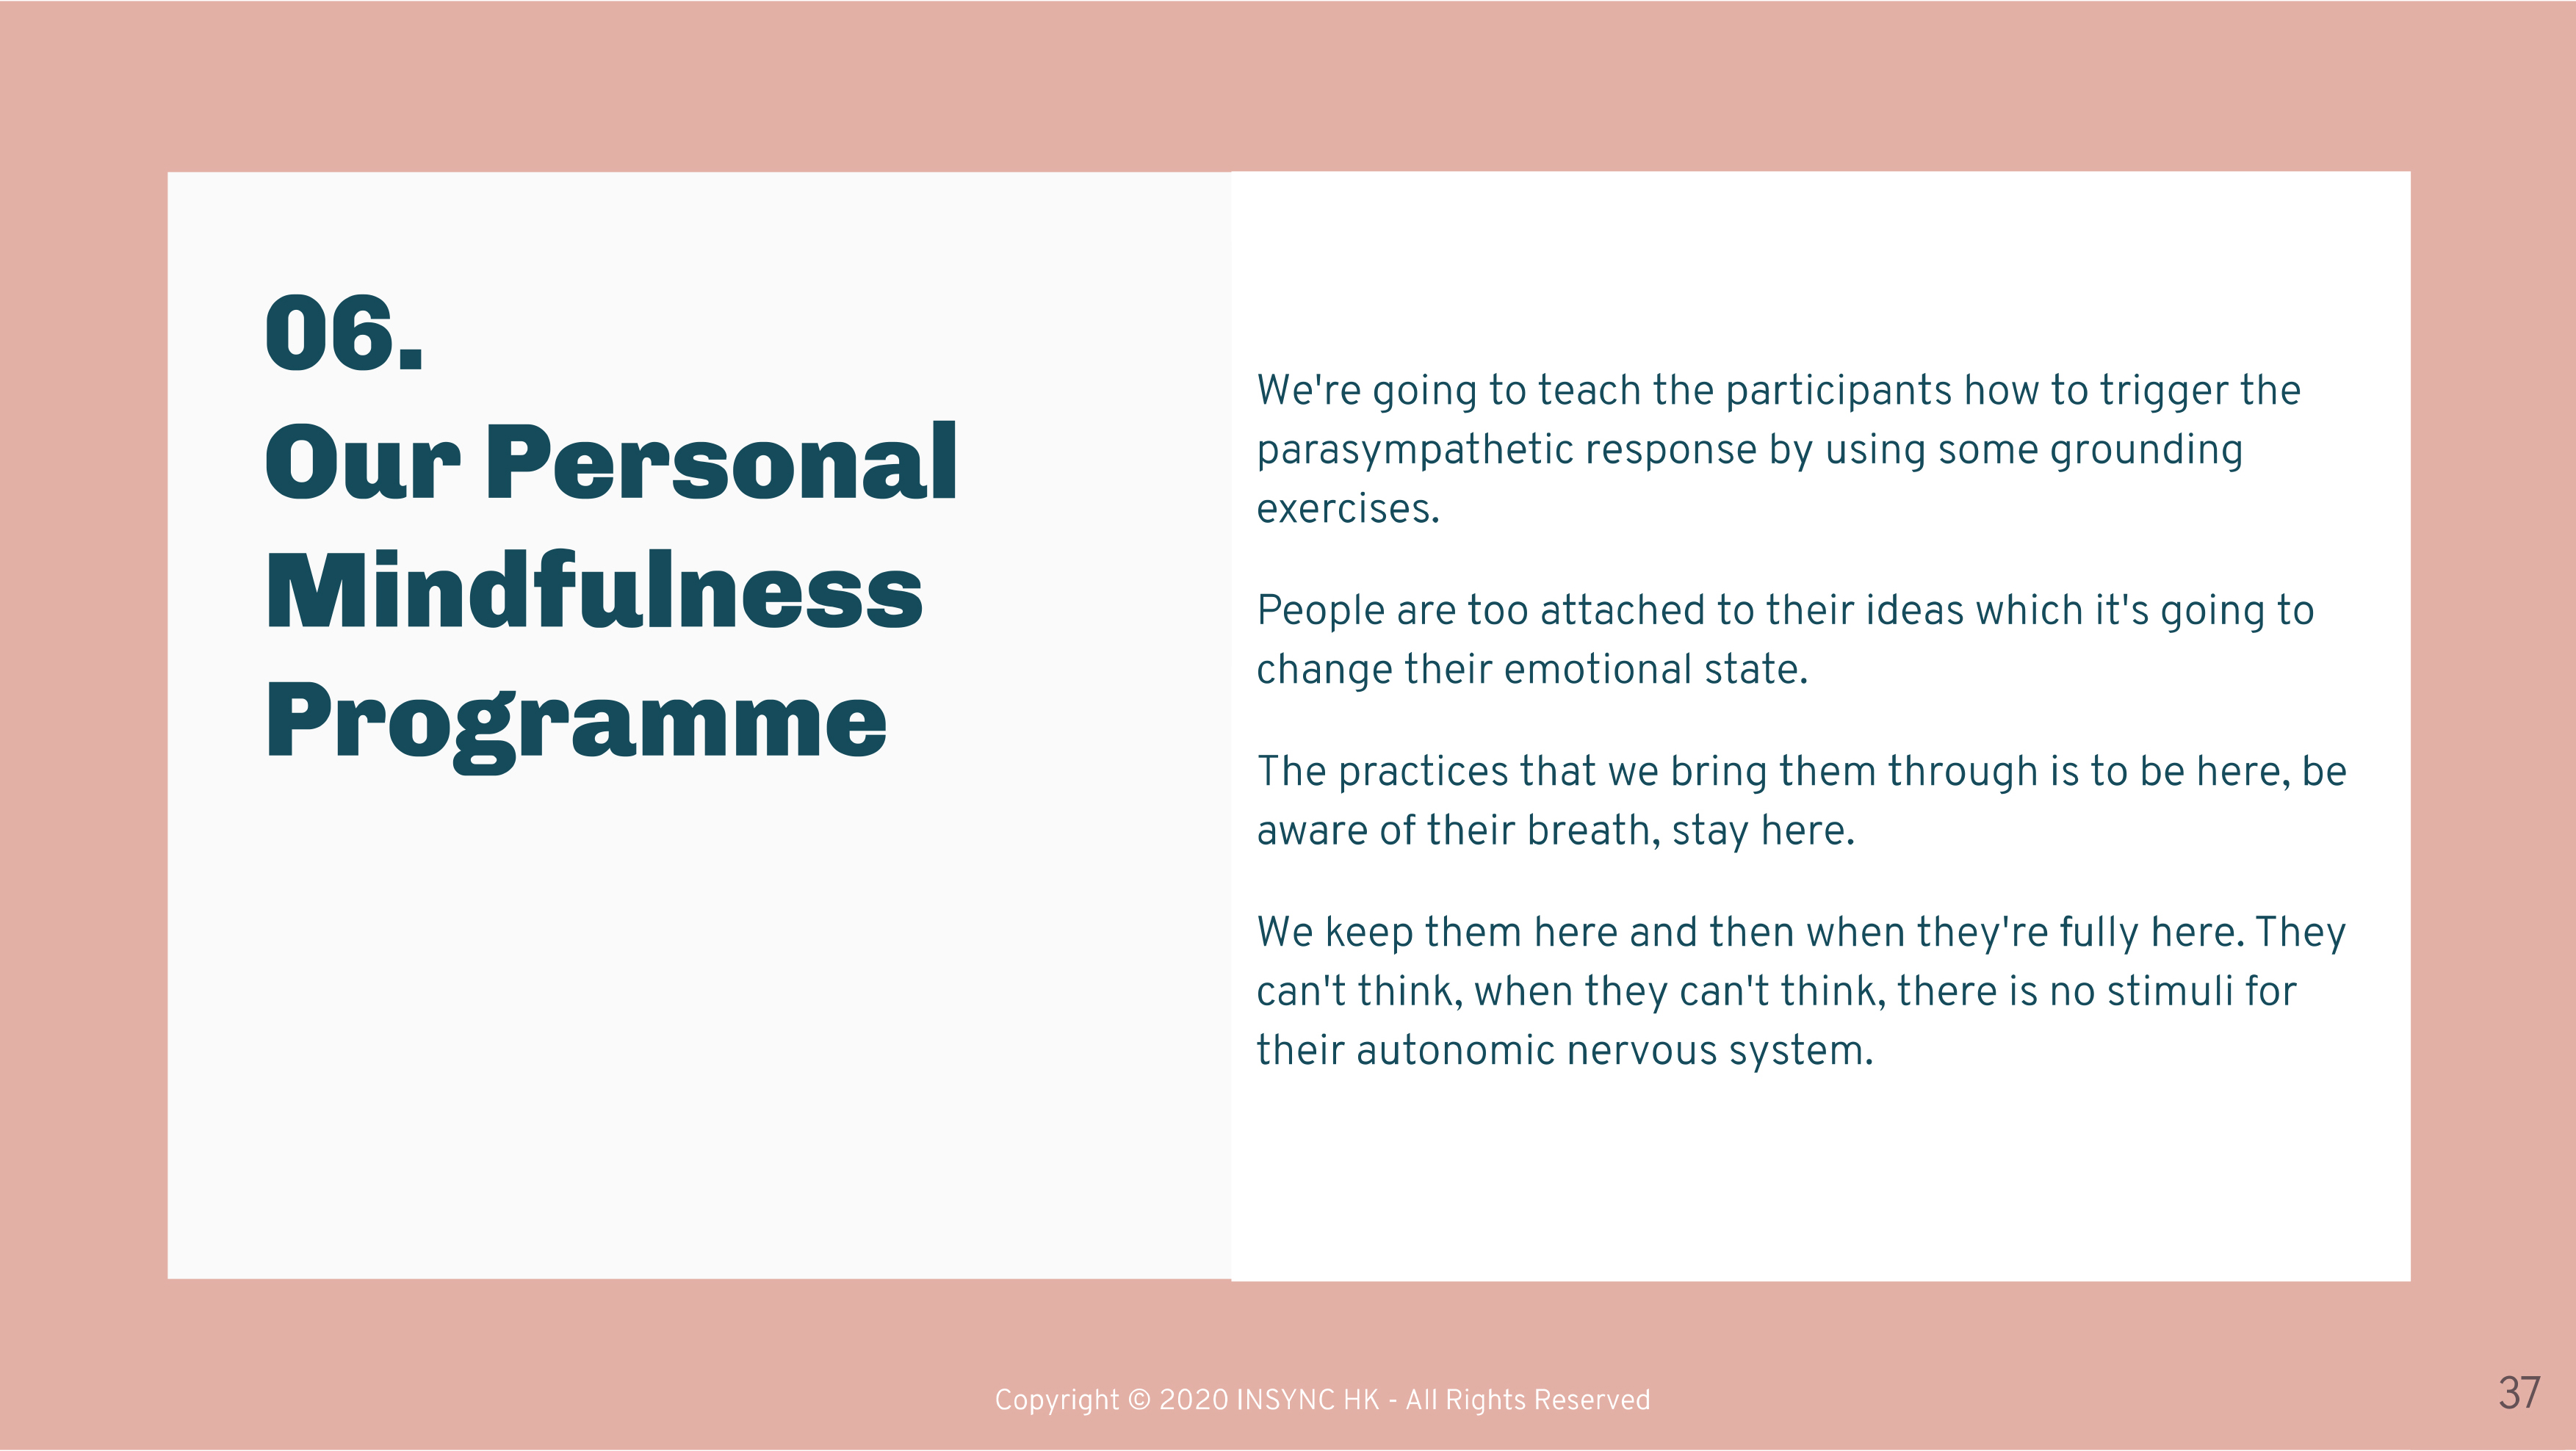 06.
Our Personal
Mindfulness
Programme
We're going to teach the participants how to trigger the
parasympathetic response by using some grounding
exercises.
People are too attached to their ideas which it's going to
change their emotional state.
The practices that we bring them through is to be here, be
aware of their breath, stay here.
We keep them here and then when they're fully here. They
can't think, when they can't think, there is no stimuli for
their autonomic nervous system.
Copyright © 2020 INSYNC HK - All Rights Reserved
37